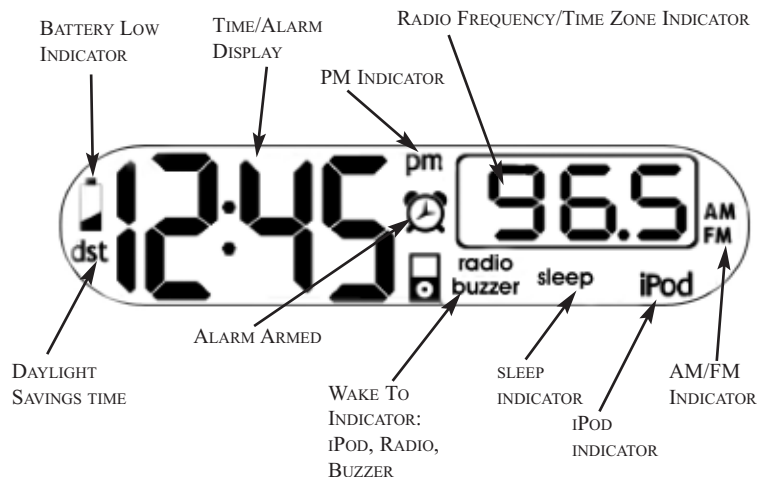 BATTERY LOW
INDICATOR
TIME/ALARM
DISPLAY
RADIO FREQUENCY/TIME ZONE INDICATOR
PM INDICATOR
12:45
pm
96.5
AM
FM
dst
radio
buzzer
sleep
iPod
ALARM ARMED
DAYLIGHT
SAVINGS TIME
WAKE TO
INDICATOR:
IPOD, RADIO,
BUZZER
SLEEP
INDICATOR
IPOD
INDICATOR
AM/FM
INDICATOR